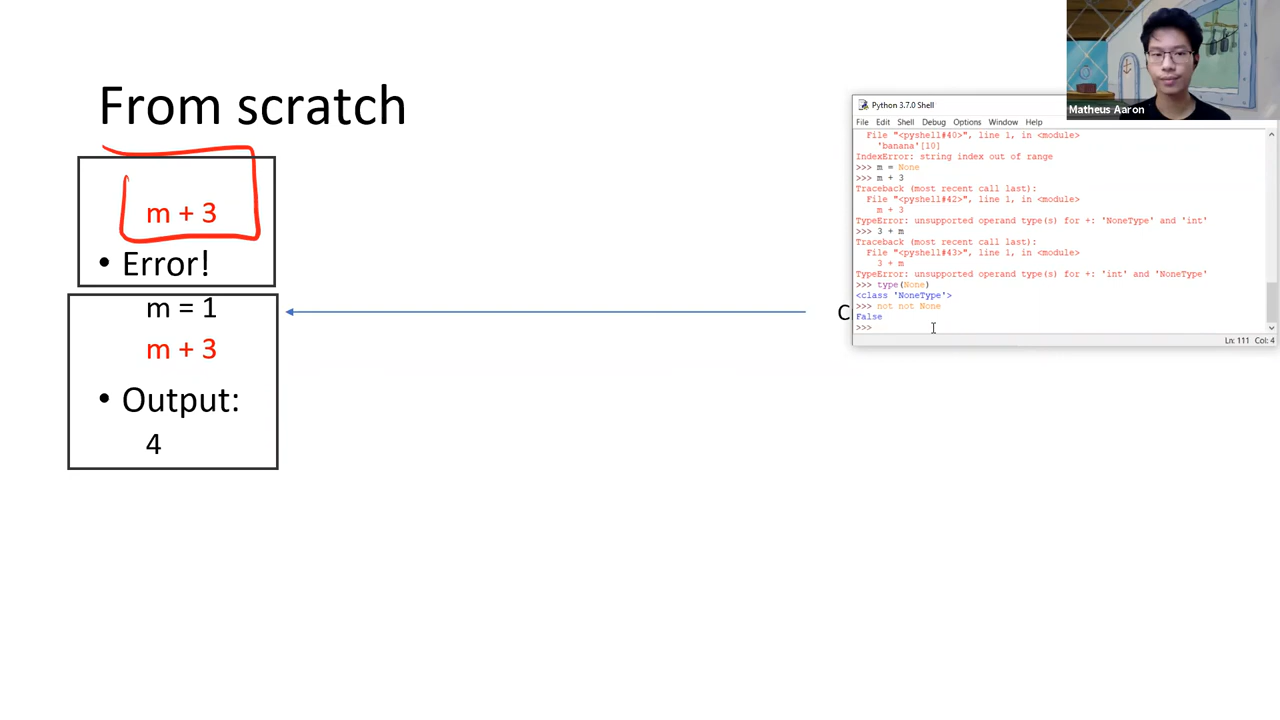 From scratch
m + 3
• Error!
m = 1
m + 3
• Output:
4
C
Python 3.7.0 Shell
File Edit Shell Debug Options Window Help
File "<pyshell#40>", line 1, in <module>
'banana'[10]
IndexError: string index out of range
>>> m = None
>>> m + 3
Traceback (most recent call last):
File "<pyshell#42>", line 1, in <module>
m + 3
TypeError: unsupported operand type(s) for +: 'NoneType' and 'int'
>>> 3 + m
Traceback (most recent call last):
File "<pyshell#43>", line 1, in <module>
3 + m
TypeError: unsupported operand type(s) for +: 'int' and 'NoneType'
>>> type(None)
<class 'NoneType'>
>>> not not None
False
>>>
Ln: 111 Col: 4
Matheus Aaron